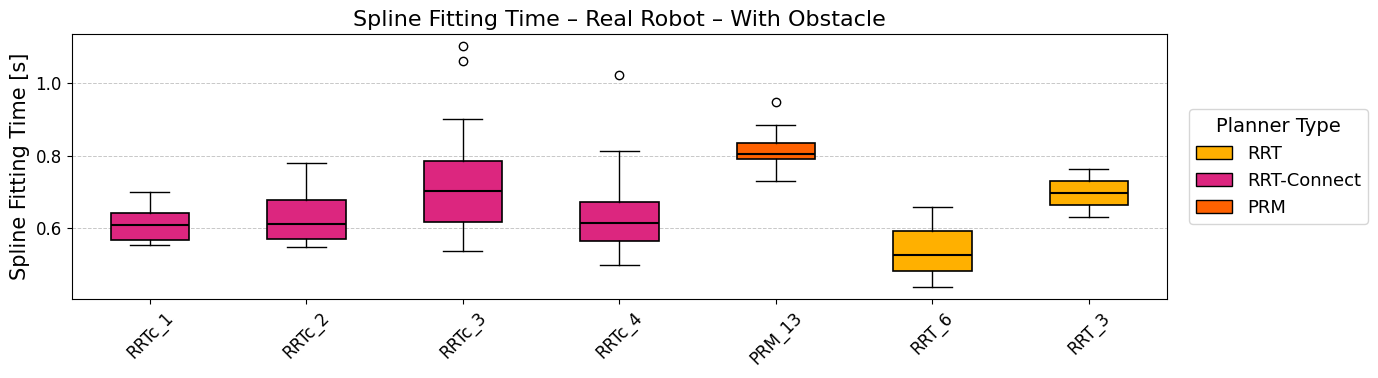 Spline Fitting Time – Real Robot – With Obstacle
Spline Fitting Time [s]
1.0
0.8
0.6
RRTc_1
RRTc_2
RRTc_3
RRTc_4
PRM_13
RRT_6
RRT_3
Planner Type
RRT
RRT-Connect
PRM